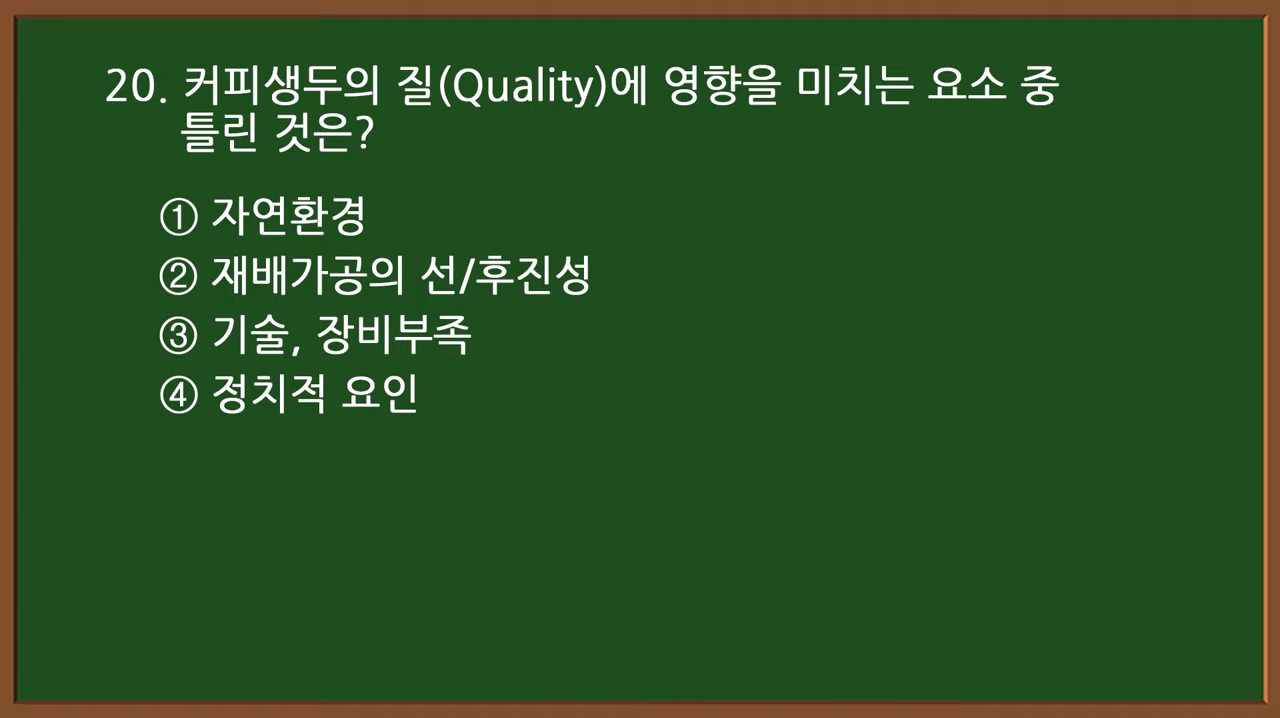 20. 커피생두의 질(Quality)에 영향을 미치는 요소 중
틀린 것은?
① 자연환경
② 재배가공의 선/후진성
③ 기술, 장비부족
④ 정치적 요인